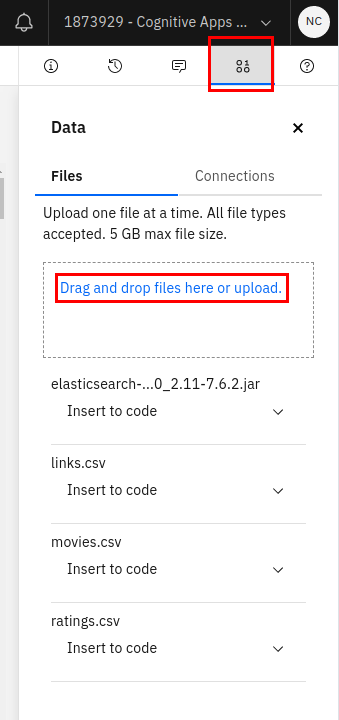 1873929 - Cognitive Apps ...
NC
Data
Files
Connections
Upload one file at a time. All file types
accepted. 5 GB max file size.
Drag and drop files here or upload.
elasticsearch-...0_2.11-7.6.2.jar
Insert to code
links.csv
Insert to code
movies.csv
Insert to code
ratings.csv
Insert to code